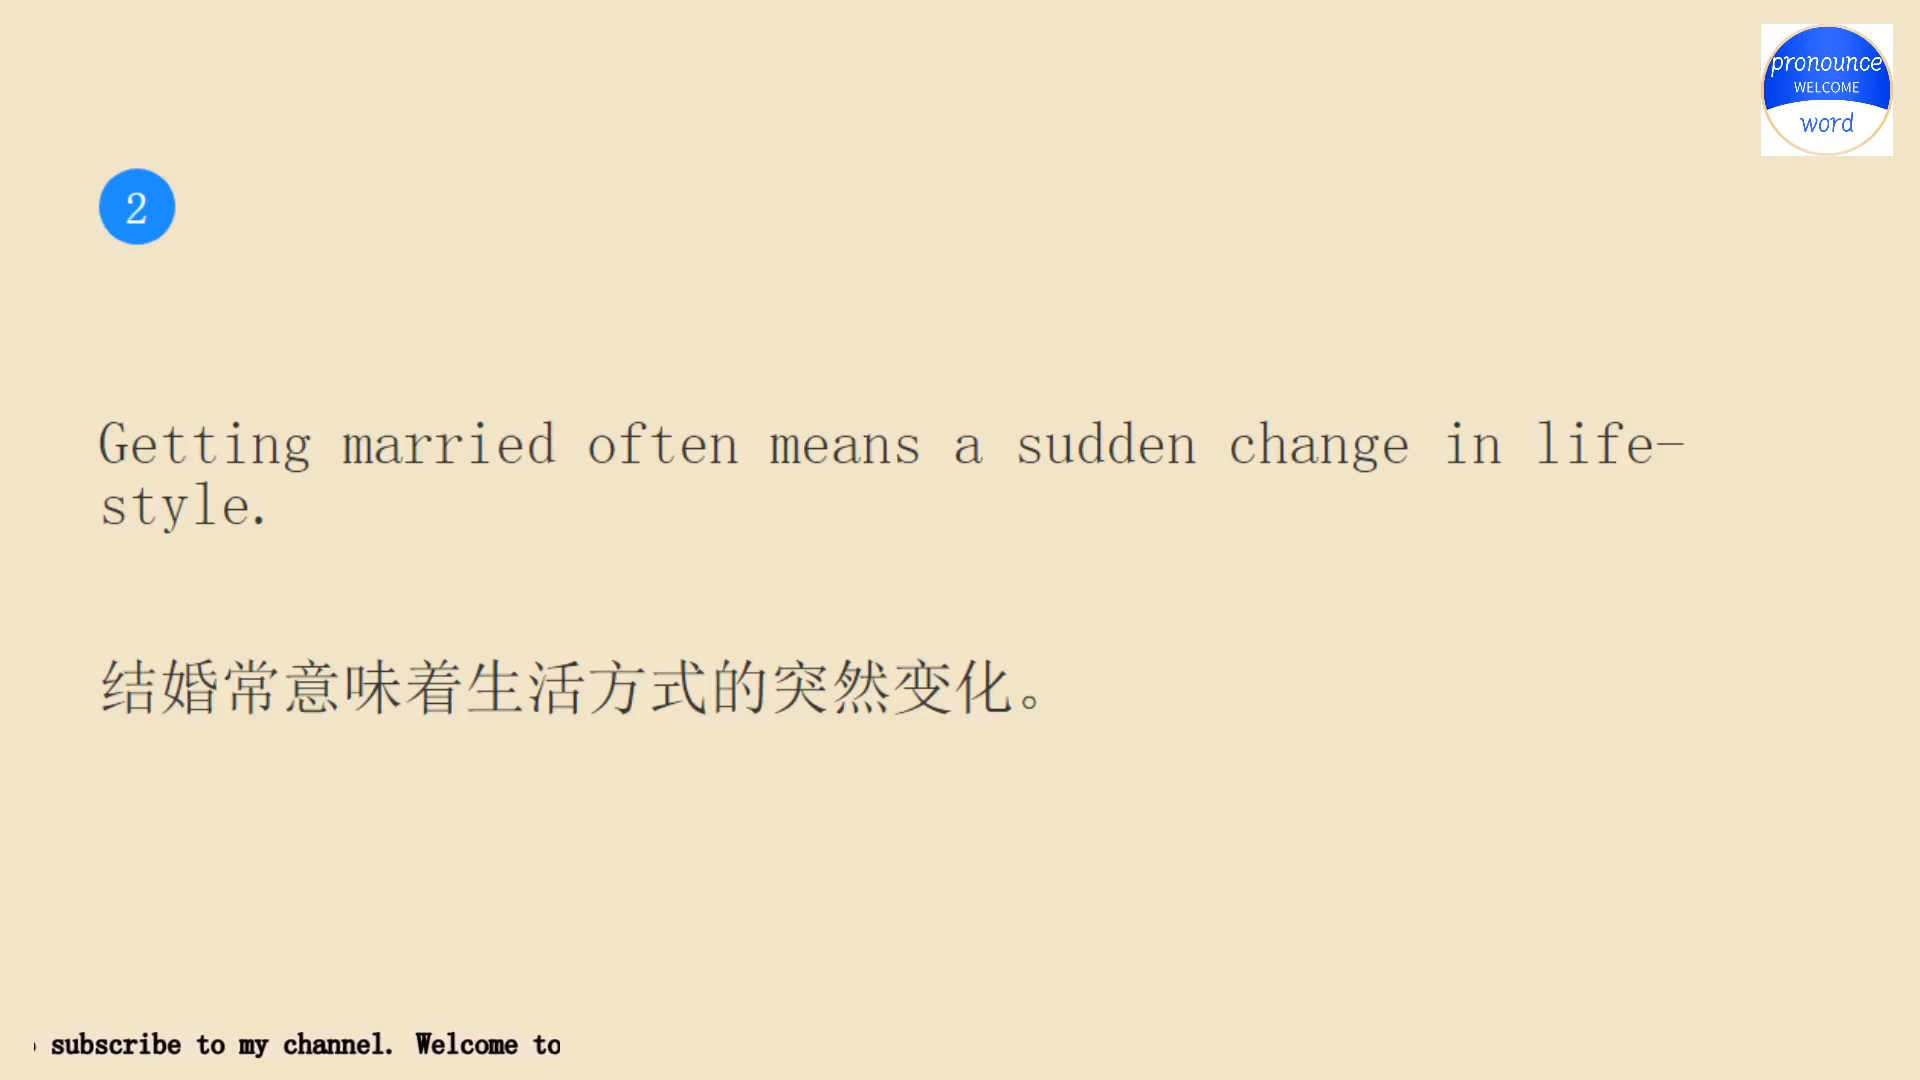 pronounce
WELCOME
word
2
Getting married often means a sudden change in life-
style.
结婚常意味着生活方式的突然变化。
subscribe to my channel. Welcome to